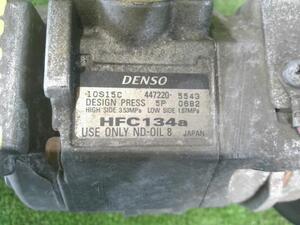 DENSO
10S15C 447220-5543
DESIGN PRESS 5P 0682
HIGH SIDE 3.53MPa LOW SIDE 1.67MPa
HFC134a
USE ONLY ND-OIL 8 JAPAN